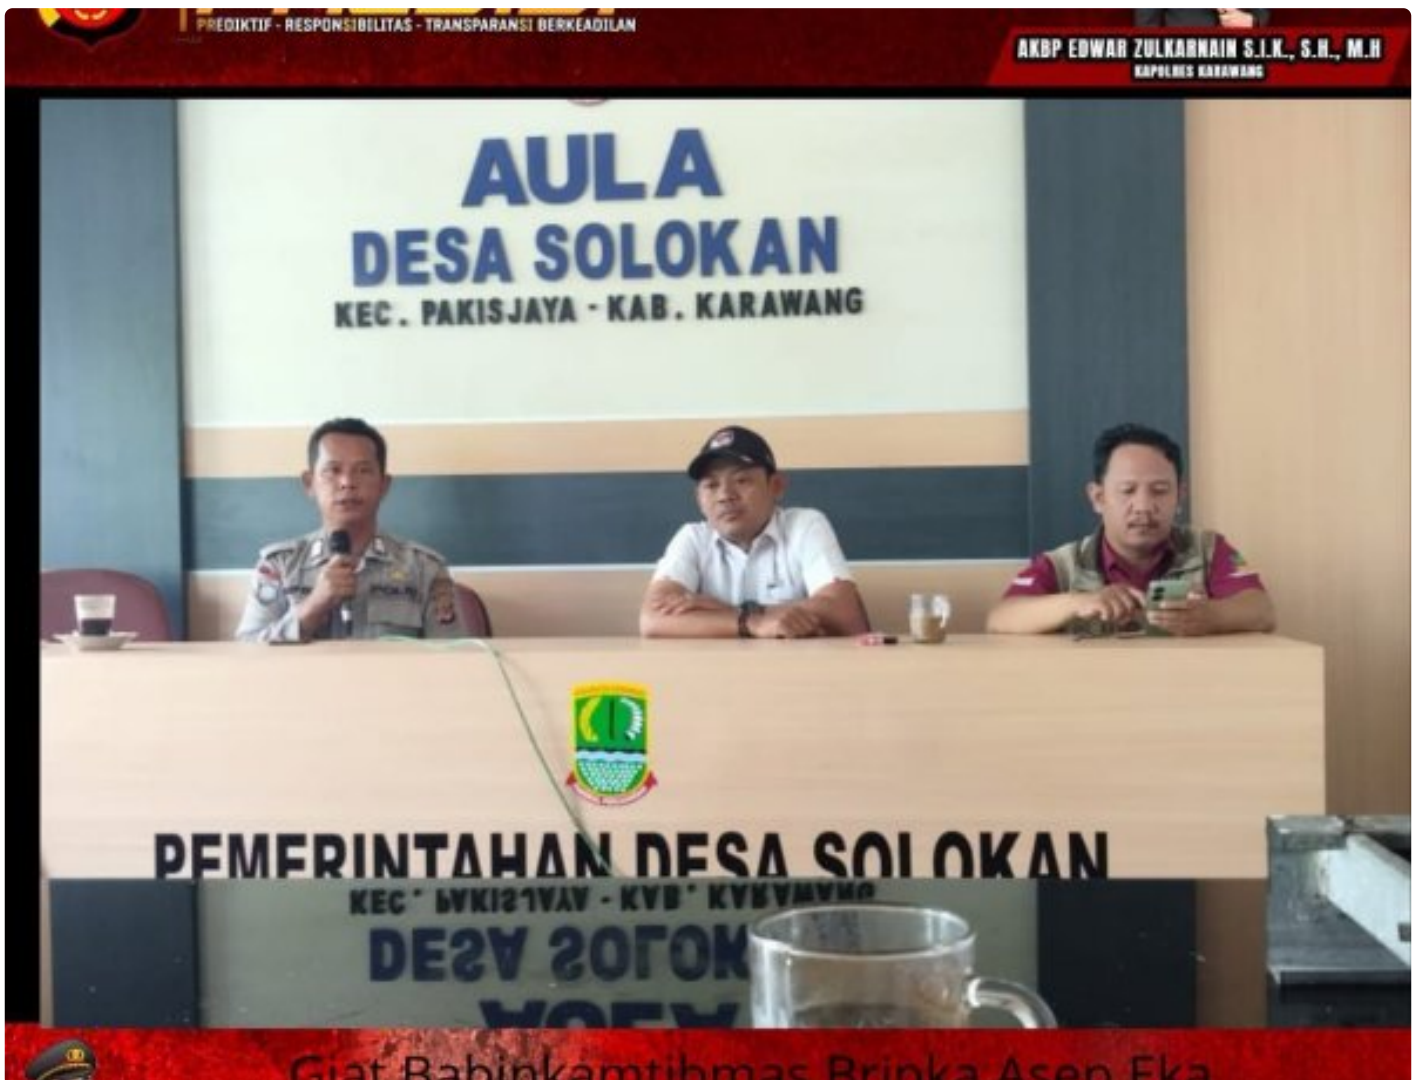 PREDIKTIF - RESPONSIBILITAS - TRANSPARANSI BERKEADILAN
AKBP EDWAR ZULKARNAIN S.I.K., S.H., M.H
KAPOLRES KARAWANG
AULA
DESA SOLOKAN
KEC. PAKISJAYA - KAB. KARAWANG
PEMERINTAHAN DESA SOLOKAN
KEC. PAKISJAYA - KAB. KARAWANG
DESA SOLOK
AULA
Giat Babinkamtibmas Bripka Asep Eka